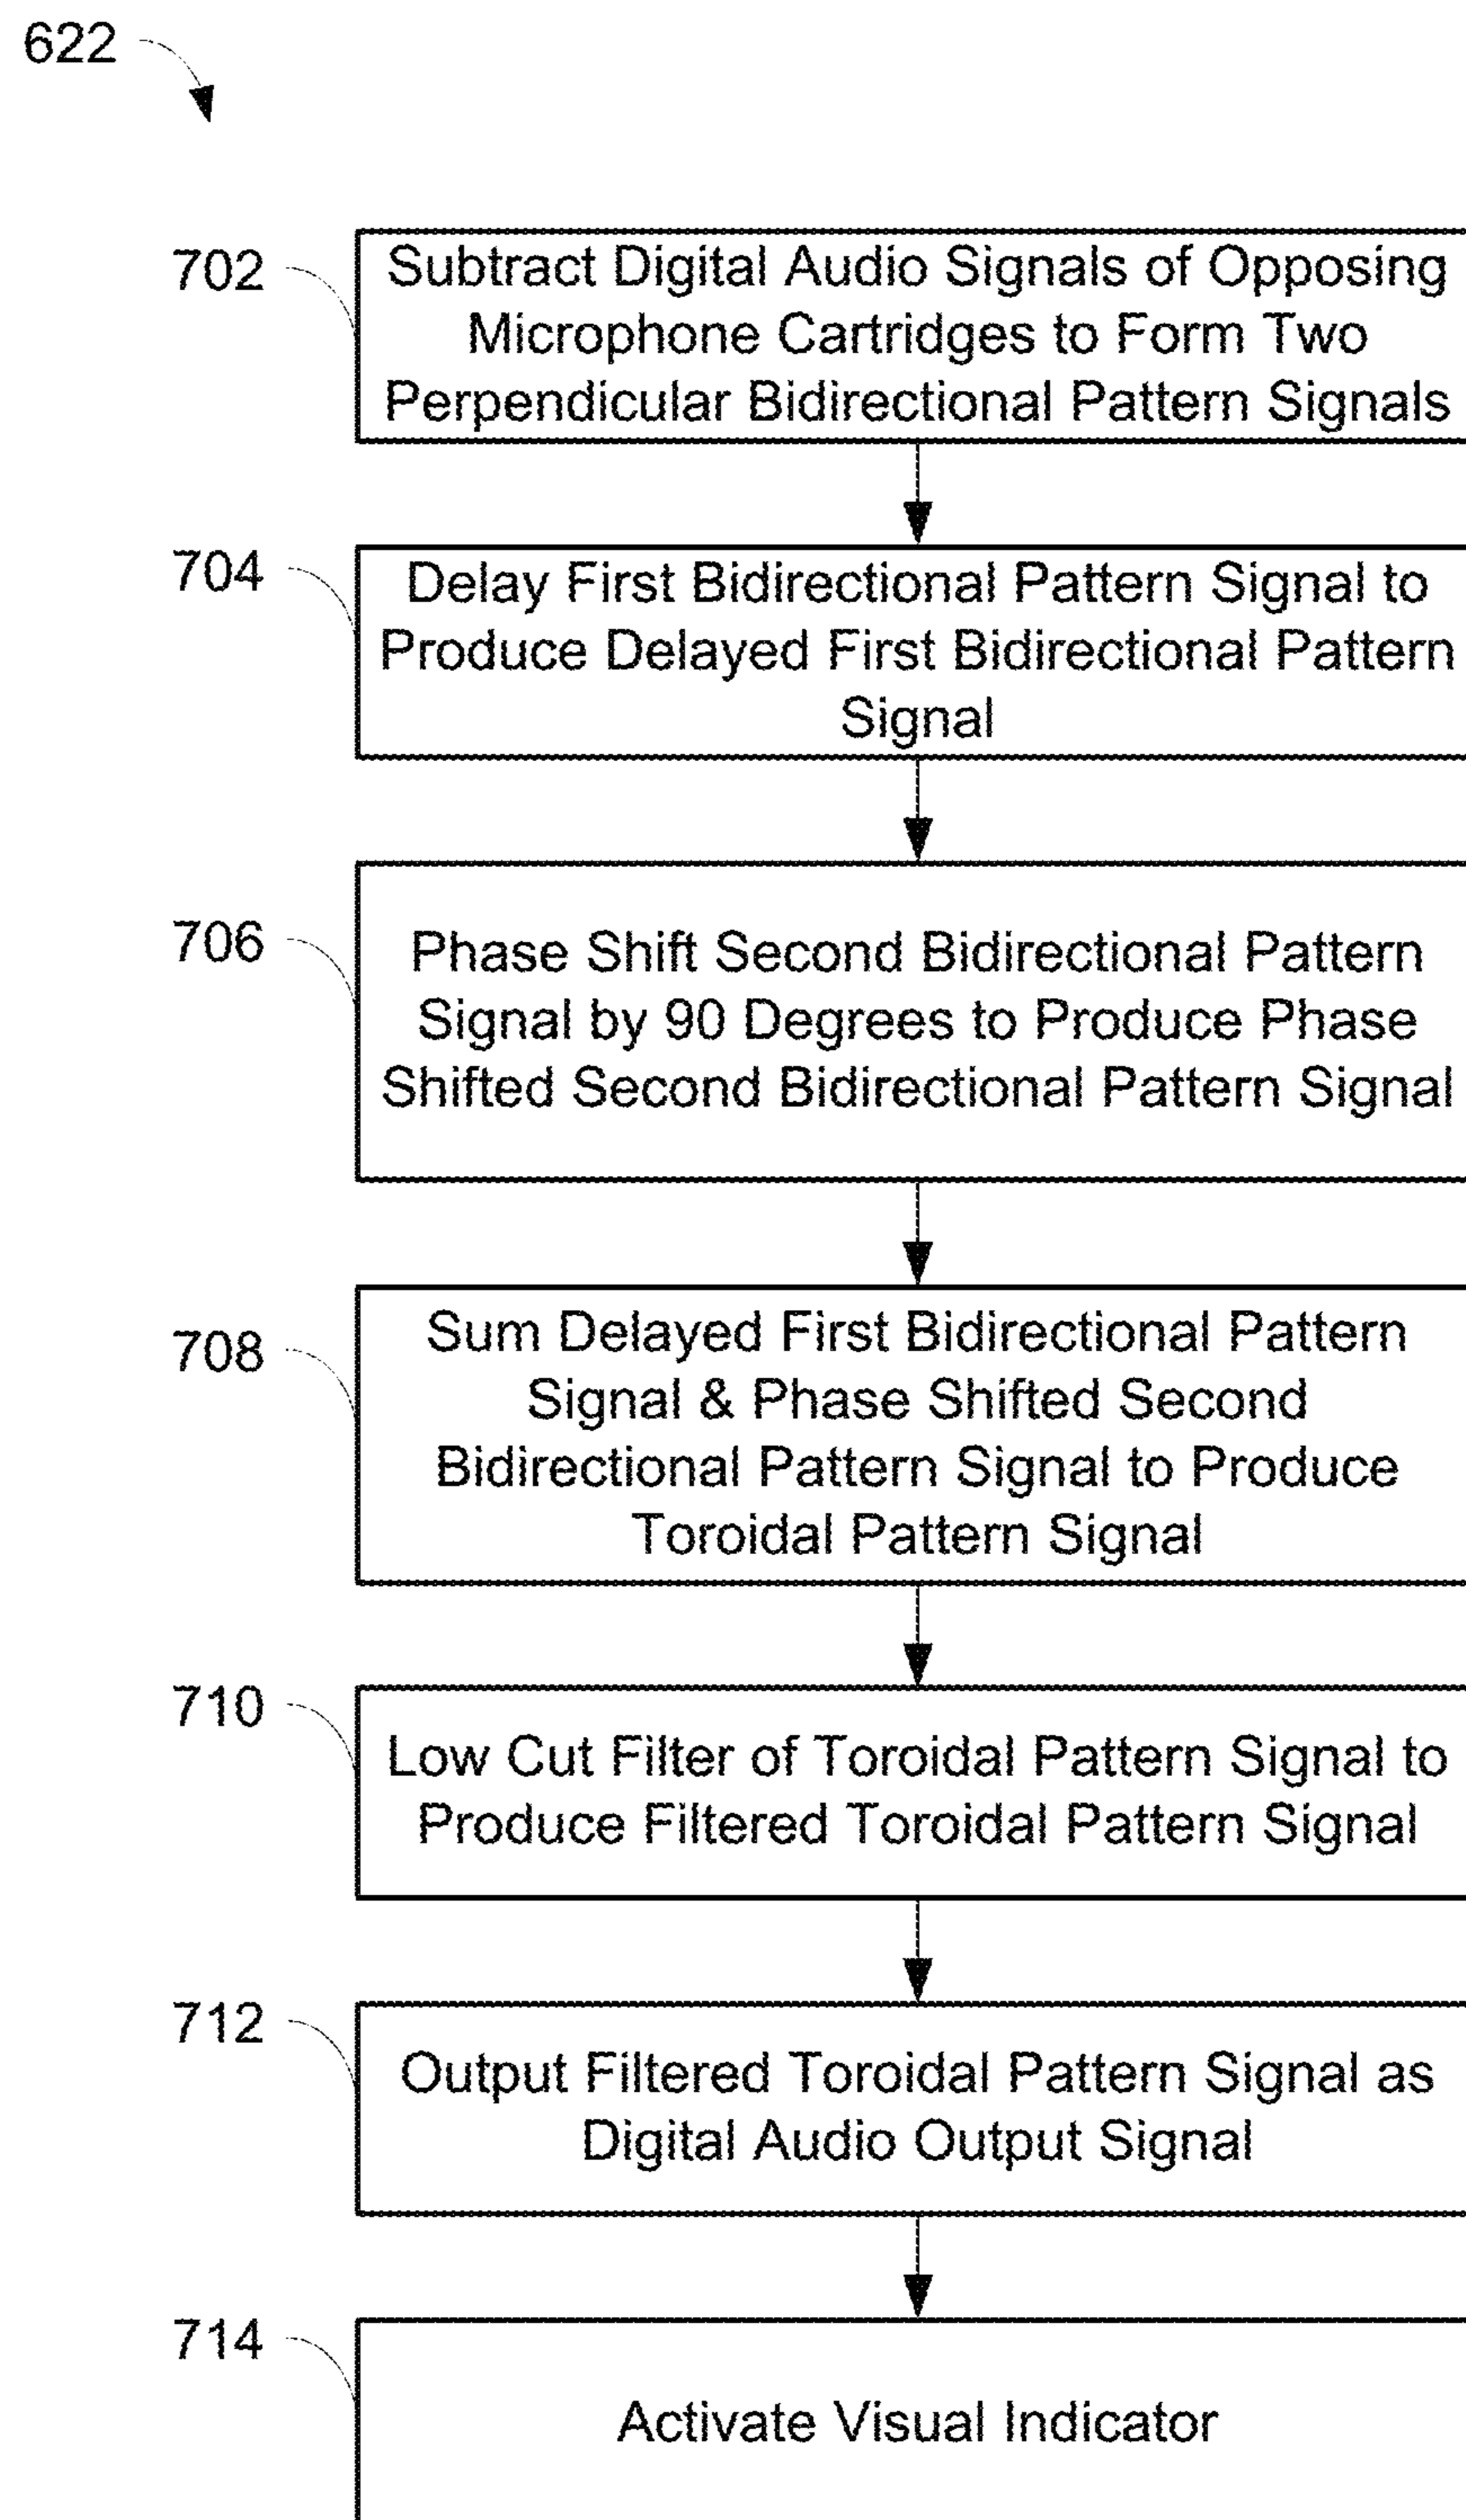 622
702
Subtract Digital Audio Signals of Opposing
Microphone Cartridges to Form Two
Perpendicular Bidirectional Pattern Signals
704
Delay First Bidirectional Pattern Signal to
Produce Delayed First Bidirectional Pattern
Signal
706
Phase Shift Second Bidirectional Pattern
Signal by 90 Degrees to Produce Phase
Shifted Second Bidirectional Pattern Signal
708
Sum Delayed First Bidirectional Pattern
Signal & Phase Shifted Second
Bidirectional Pattern Signal to Produce
Toroidal Pattern Signal
710
Low Cut Filter of Toroidal Pattern Signal to
Produce Filtered Toroidal Pattern Signal
712
Output Filtered Toroidal Pattern Signal as
Digital Audio Output Signal
714
Activate Visual Indicator